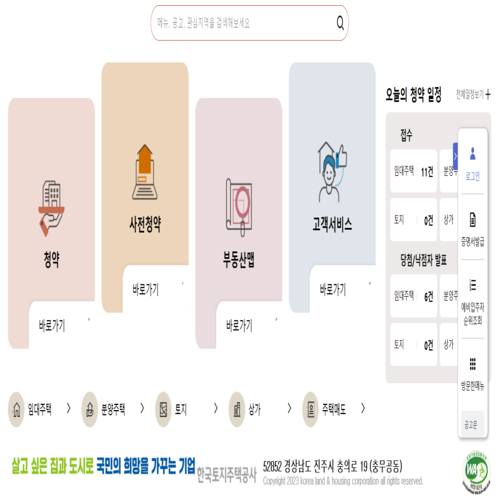 메뉴, 공고, 관심지역을 검색해보세요
오늘의 청약 일정
전체일정보기
청약
바로가기
사전청약
바로가기
부동산맵
바로가기
고객서비스
바로가기
접수
임대주택 11건 분양주
토지 0건 상가
당첨/낙첨자 발표
임대주택 6건 분양주
토지 0건 상가
로그인
증명서발급
예비입주자
순위조회
방문한메뉴
공고문
임대주택
분양주택
토지
상가
주택매도
살고 싶은 집과 도시로 국민의 희망을 가꾸는 기업
한국토지주택공사
52852 경상남도 진주시 충의로 19 (충무공동)
Copyright 2023 korea land & housing corporation all rights reserved.
WA